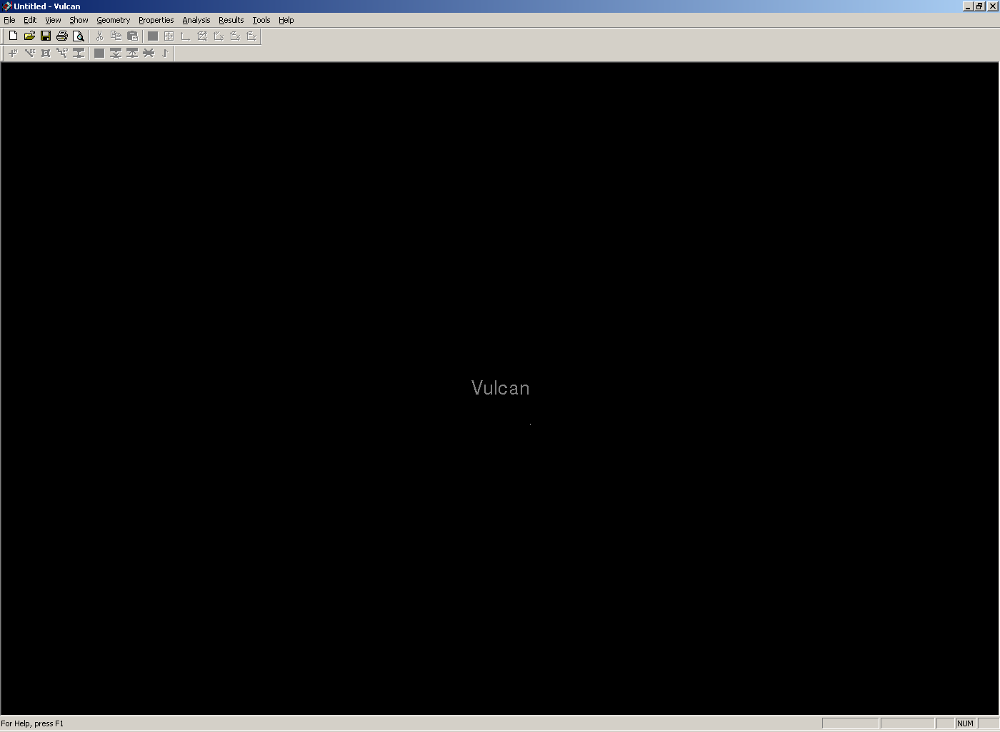 Untitled - Vulcan
File Edit View Show Geometry Properties Analysis Results Tools Help
Vulcan
For Help, press F1
NUM